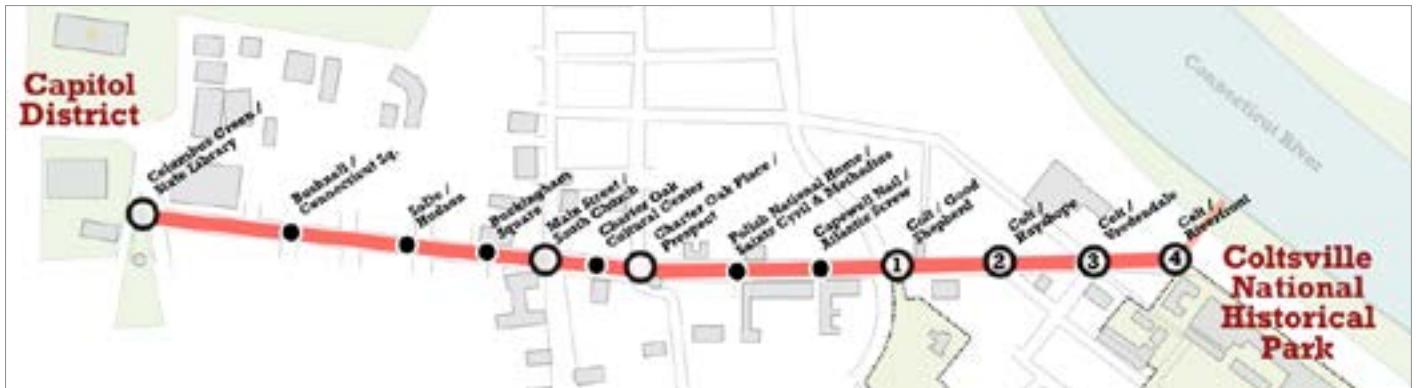 Capitol
District
Columbus Green /
State Library
Bushnell /
Connecticut Sq.
/
Hudson
Buckingham
Square
Main Street /
South Church
Charter Oak
Cultural Center
Charter Oak Place /
Prospect
Polish National Home /
Saints Cyril & Methodius
Capewell Nail /
Atlantic Screw
Colt / Good
Shepherd
Colt /
Colt /
Colt /
Riverfront
1
2
3
4
Connecticut River
Coltsville
National
Historical
Park